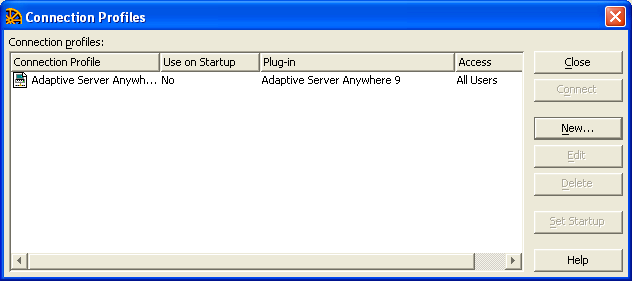 Connection Profiles
Connection profiles:
Connection Profile Use on Startup Plug-in Access
Adaptive Server Anywh... No Adaptive Server Anywhere 9 All Users
Close
Connect
New...
Edit
Delete
Set Startup
Help